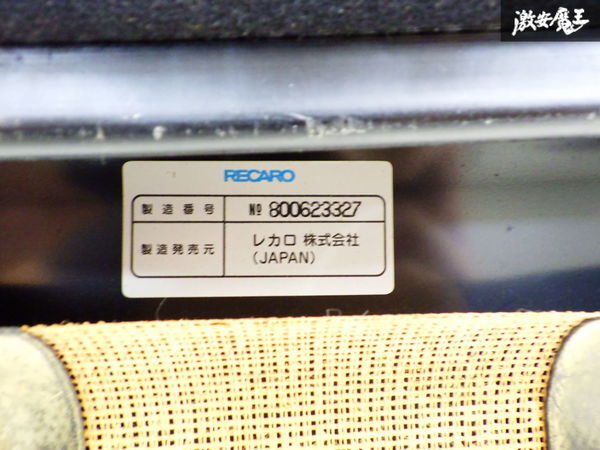 激安魔王
RECARO
製造番号 № 800623327
製造発売元 レカロ 株式会社
(JAPAN)